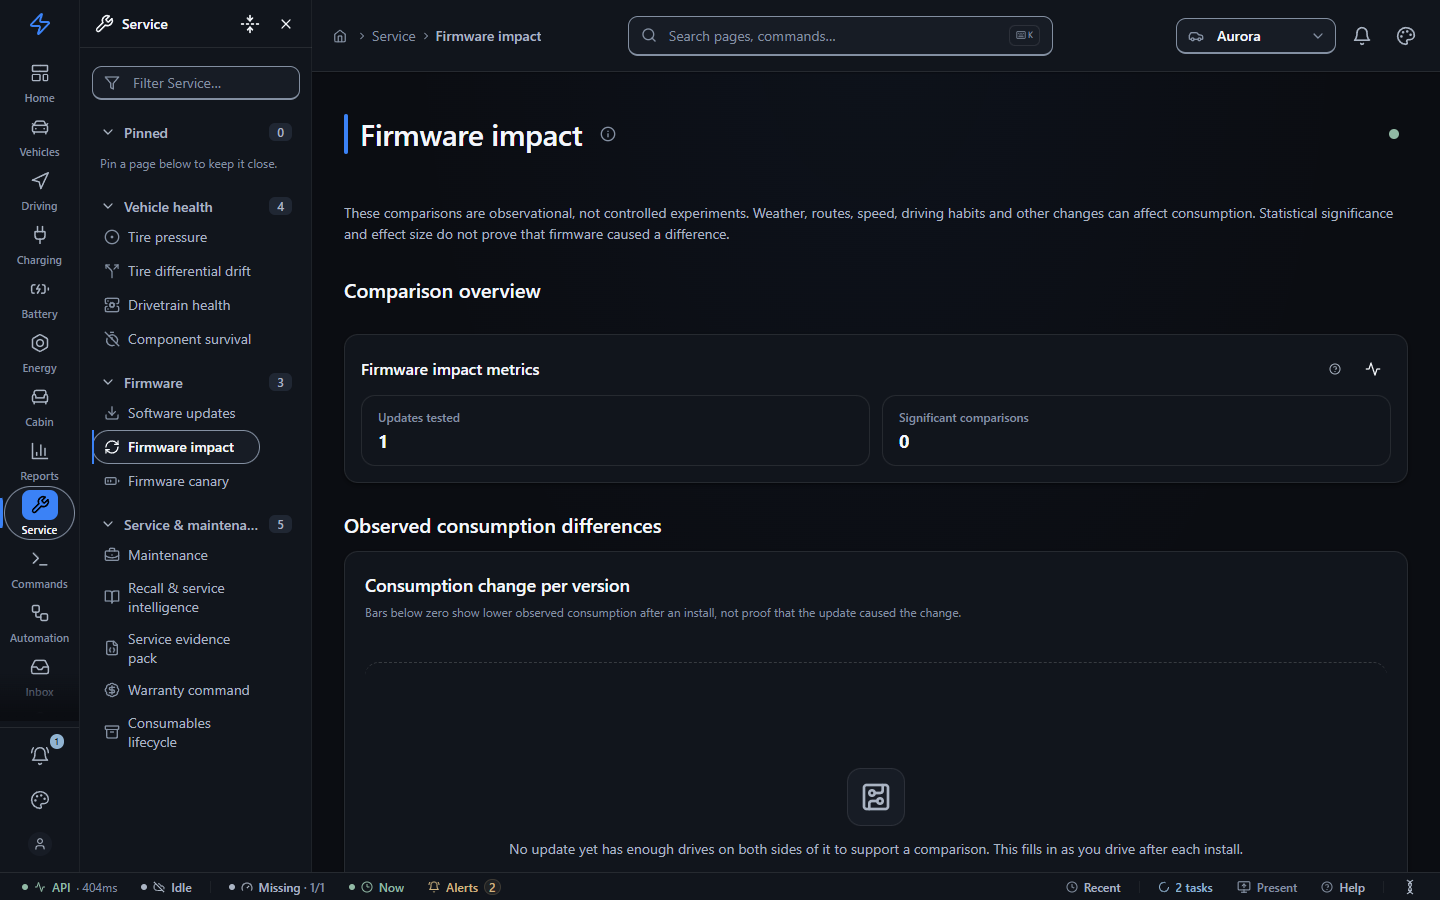 Service
Service
Firmware impact
Search pages, commands...
K
Aurora
Home
Vehicles
Driving
Charging
Battery
Energy
Cabin
Reports
Service
Commands
Automation
Inbox
1
Filter Service...
Pinned
0
Pin a page below to keep it close.
Vehicle health
4
Tire pressure
Tire differential drift
Drivetrain health
Component survival
Firmware
3
Software updates
Firmware impact
Firmware canary
Service & maintena...
5
Maintenance
Recall & service
intelligence
Service evidence
pack
Warranty command
Consumables
lifecycle
Firmware impact
These comparisons are observational, not controlled experiments. Weather, routes, speed, driving habits and other changes can affect consumption. Statistical significance
and effect size do not prove that firmware caused a difference.
Comparison overview
Firmware impact metrics
Updates tested
1
Significant comparisons
0
Observed consumption differences
Consumption change per version
Bars below zero show lower observed consumption after an install, not proof that the update caused the change.
No update yet has enough drives on both sides of it to support a comparison. This fills in as you drive after each install.
API · 404ms
Idle
Missing · 1/1
Now
Alerts 2
Recent
2 tasks
Present
Help